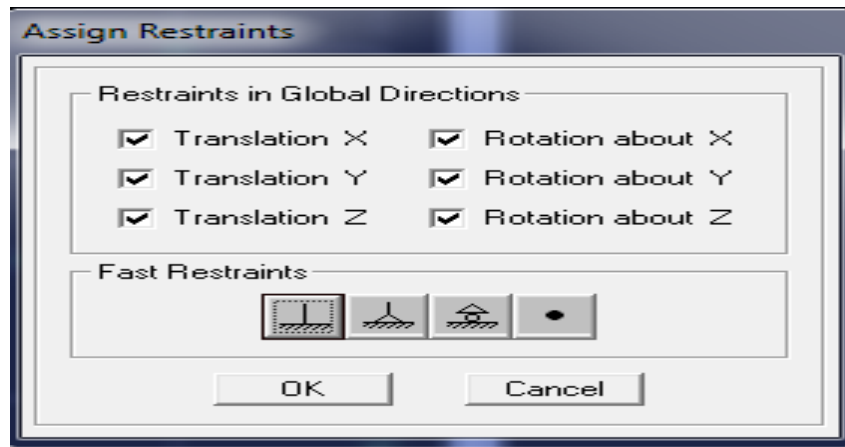 Assign Restraints
Restraints in Global Directions
Translation X Rotation about X
Translation Y Rotation about Y
Translation Z Rotation about Z
Fast Restraints
OK Cancel